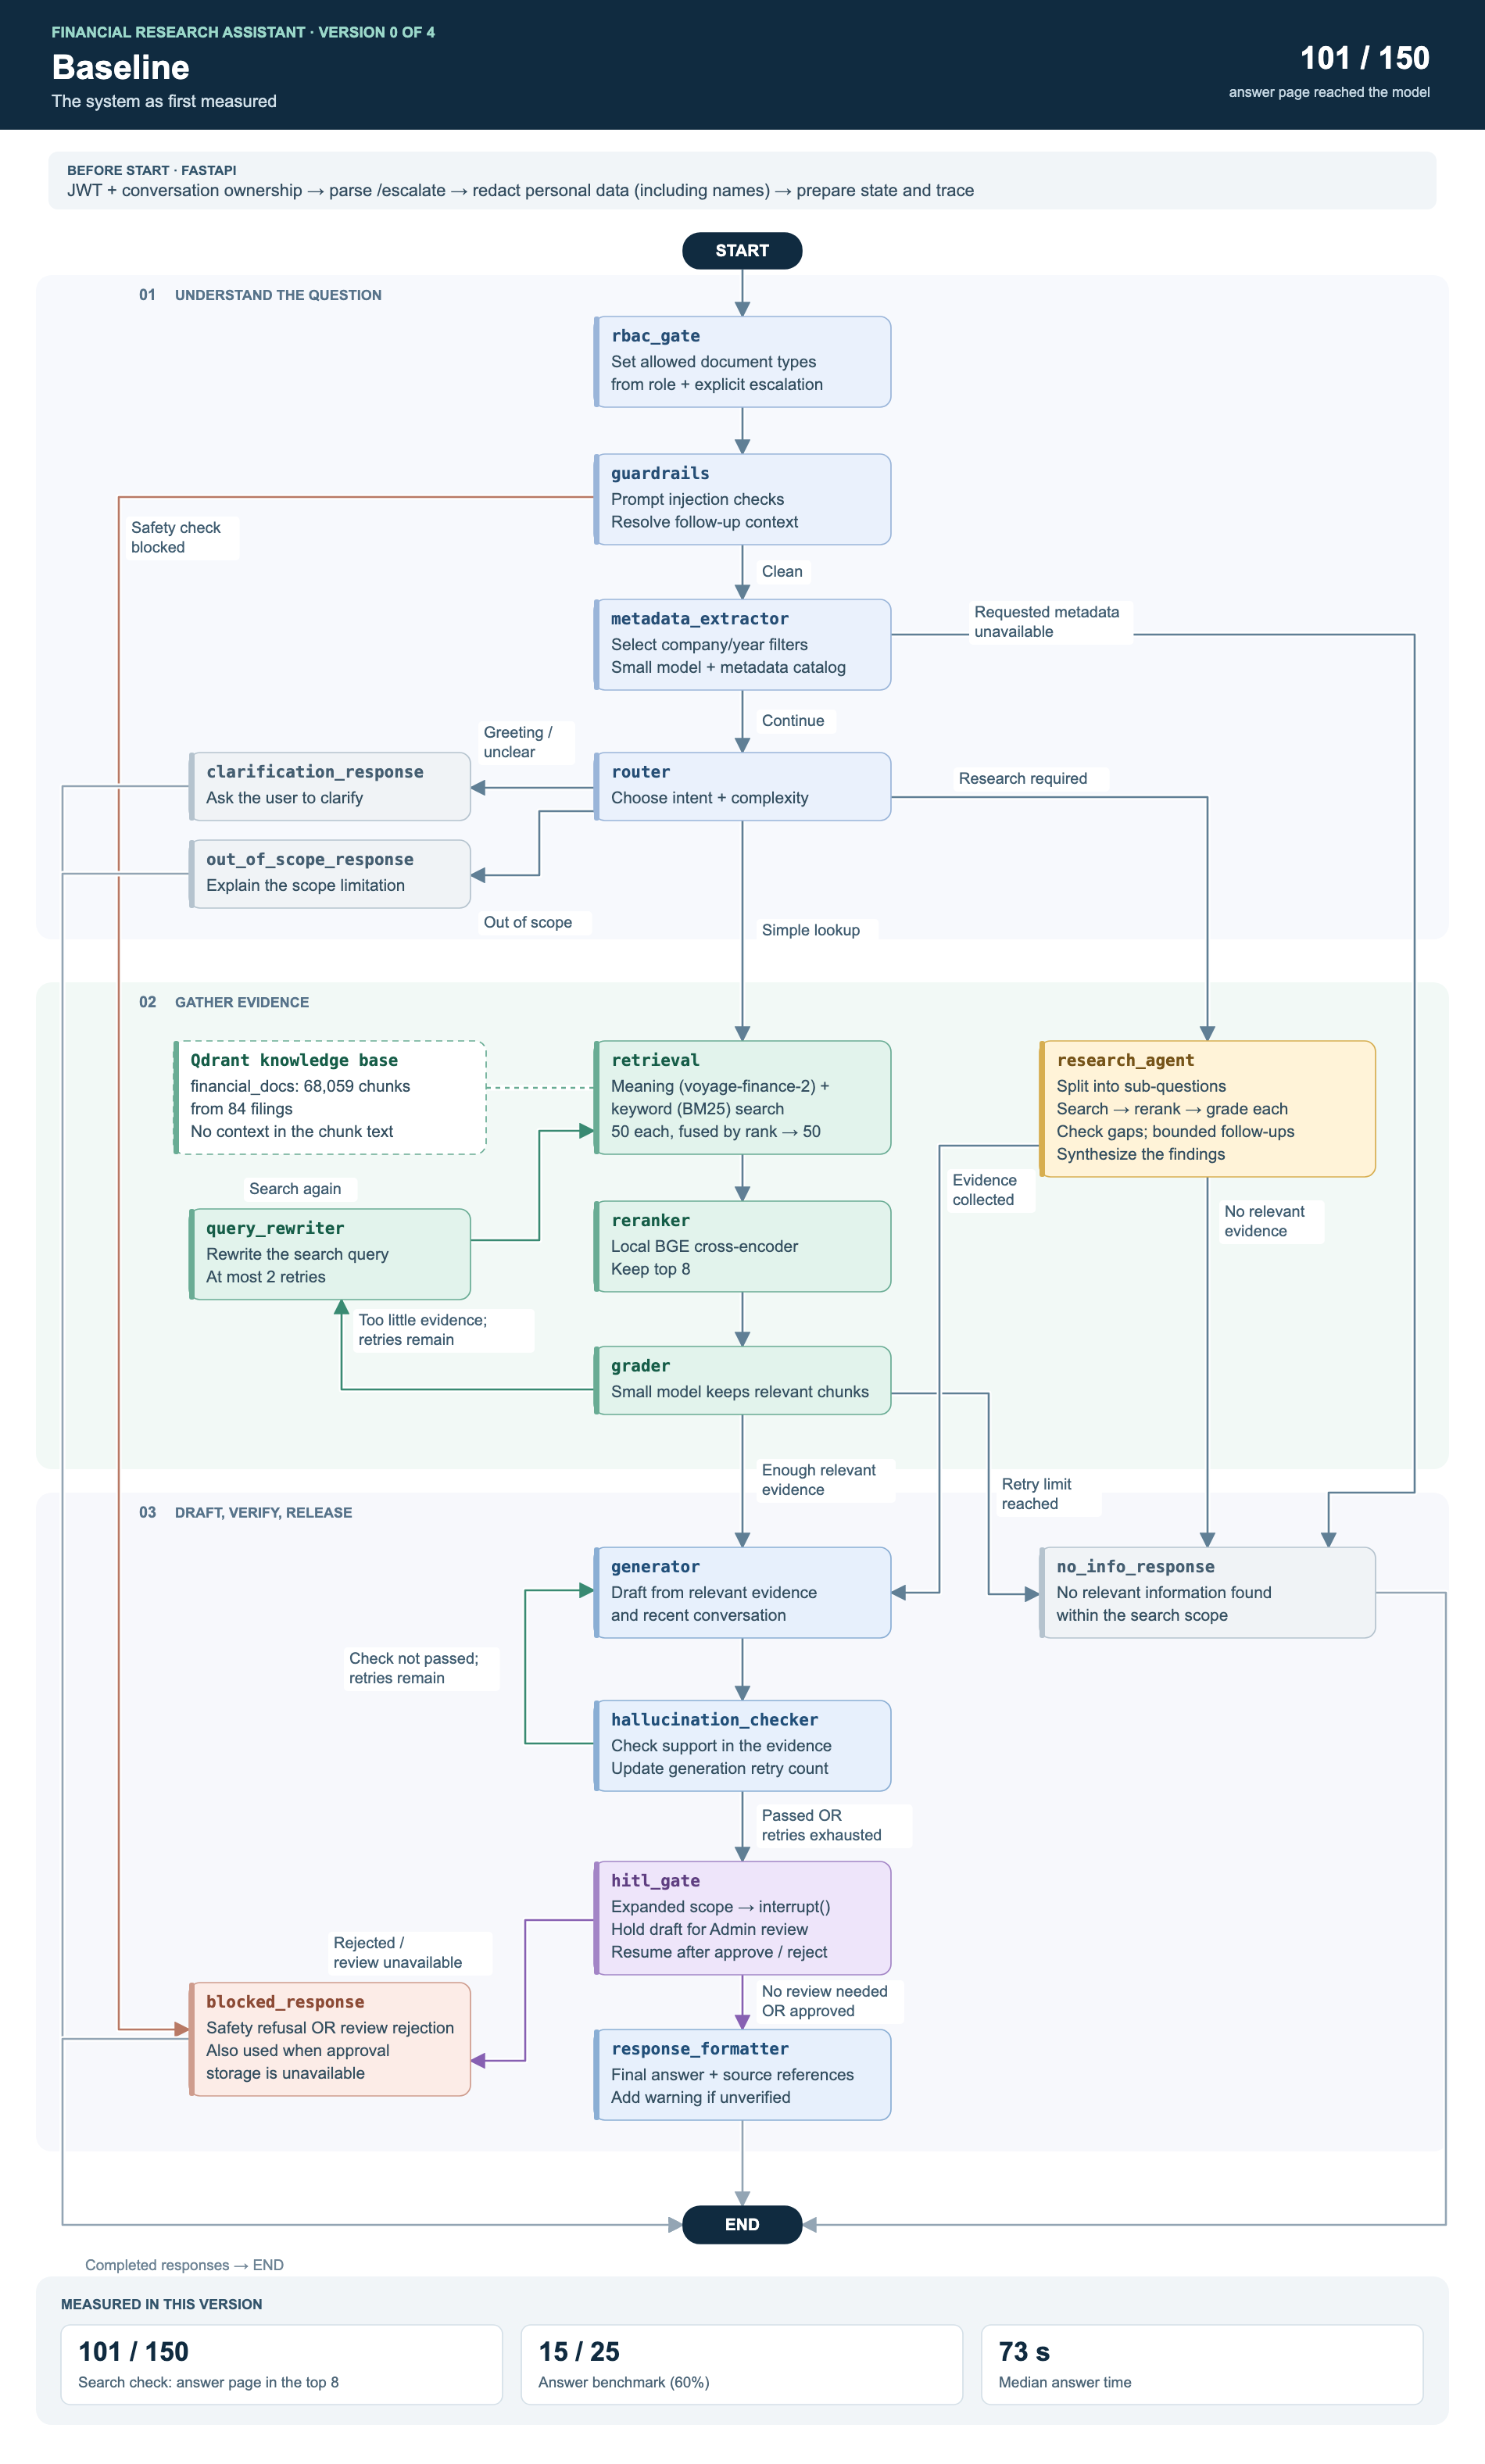 FINANCIAL RESEARCH ASSISTANT · VERSION 0 OF 4
Baseline
The system as first measured
101 / 150
answer page reached the model
BEFORE START · FASTAPI
JWT + conversation ownership → parse /escalate → redact personal data (including names) → prepare state and trace
START
01 UNDERSTAND THE QUESTION
rbac_gate
Set allowed document types
from role + explicit escalation
guardrails
Prompt injection checks
Resolve follow-up context
Safety check
blocked
Clean
metadata_extractor
Select company/year filters
Small model + metadata catalog
Requested metadata
unavailable
Continue
Greeting /
unclear
clarification_response
Ask the user to clarify
router
Choose intent + complexity
Research required
out_of_scope_response
Explain the scope limitation
Out of scope
Simple lookup
02 GATHER EVIDENCE
Qdrant knowledge base
financial_docs: 68,059 chunks
from 84 filings
No context in the chunk text
retrieval
Meaning (voyage-finance-2) +
keyword (BM25) search
50 each, fused by rank → 50
research_agent
Split into sub-questions
Search → rerank → grade each
Check gaps; bounded follow-ups
Synthesize the findings
Search again
Evidence
collected
No relevant
evidence
query_rewriter
Rewrite the search query
At most 2 retries
reranker
Local BGE cross-encoder
Keep top 8
Too little evidence;
retries remain
grader
Small model keeps relevant chunks
Enough relevant
evidence
Retry limit
reached
03 DRAFT, VERIFY, RELEASE
generator
Draft from relevant evidence
and recent conversation
no_info_response
No relevant information found
within the search scope
Check not passed;
retries remain
hallucination_checker
Check support in the evidence
Update generation retry count
Passed OR
retries exhausted
hitl_gate
Expanded scope → interrupt()
Hold draft for Admin review
Resume after approve / reject
Rejected /
review unavailable
No review needed
OR approved
blocked_response
Safety refusal OR review rejection
Also used when approval
storage is unavailable
response_formatter
Final answer + source references
Add warning if unverified
END
Completed responses → END
MEASURED IN THIS VERSION
101 / 150
Search check: answer page in the top 8
15 / 25
Answer benchmark (60%)
73 s
Median answer time